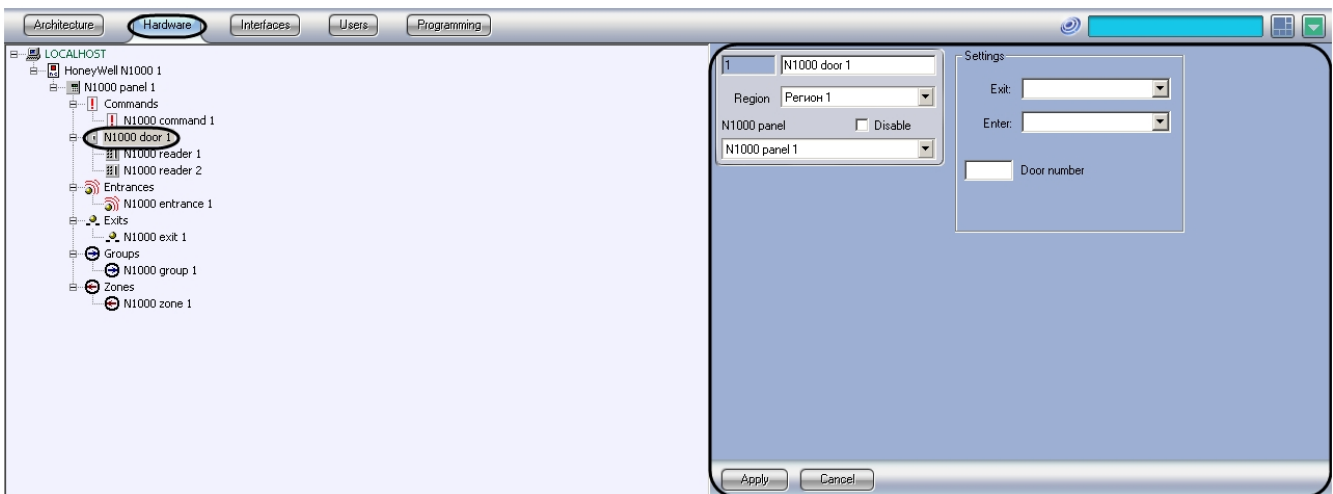 Architecture Hardware Interfaces Users Programming
LOCALHOST
HoneyWell N1000 1
N1000 panel 1
Commands
N1000 command 1
N1000 door 1
N1000 reader 1
N1000 reader 2
Entrances
N1000 entrance 1
Exits
N1000 exit 1
Groups
N1000 group 1
Zones
N1000 zone 1
1 N1000 door 1
Region Регион 1
N1000 panel Disable
N1000 panel 1
Settings
Exit:
Enter:
Door number
Apply Cancel